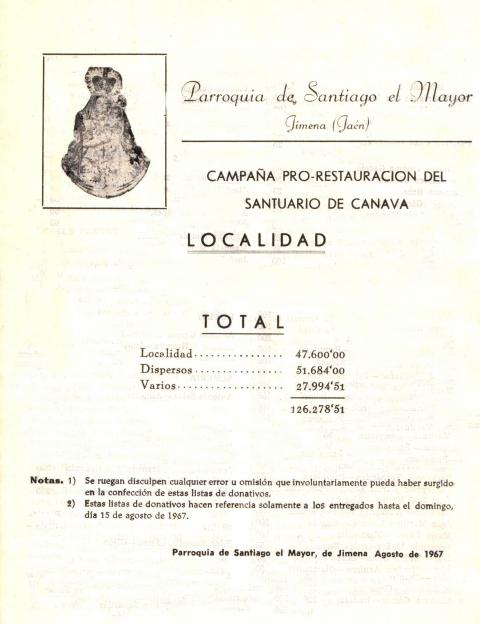 Parroquia de Santiago el Mayor
Jimena (Jaén)
CAMPAÑA PRO-RESTAURACION DEL
SANTUARIO DE CANAVA
LOCALIDAD
TOTAL
Localidad................ 47.600'00
Dispersos................ 51.684'00
Varios................... 27.994'51
126.278'51
Notas. 1) Se ruegan disculpen cualquier error u omisión que involuntariamente pueda haber surgido
en la confección de estas listas de donativos.
2) Estas listas de donativos hacen referencia solamente a los entregados hasta el domingo,
día 15 de agosto de 1967.
Parroquia de Santiago el Mayor, de Jimena Agosto de 1967